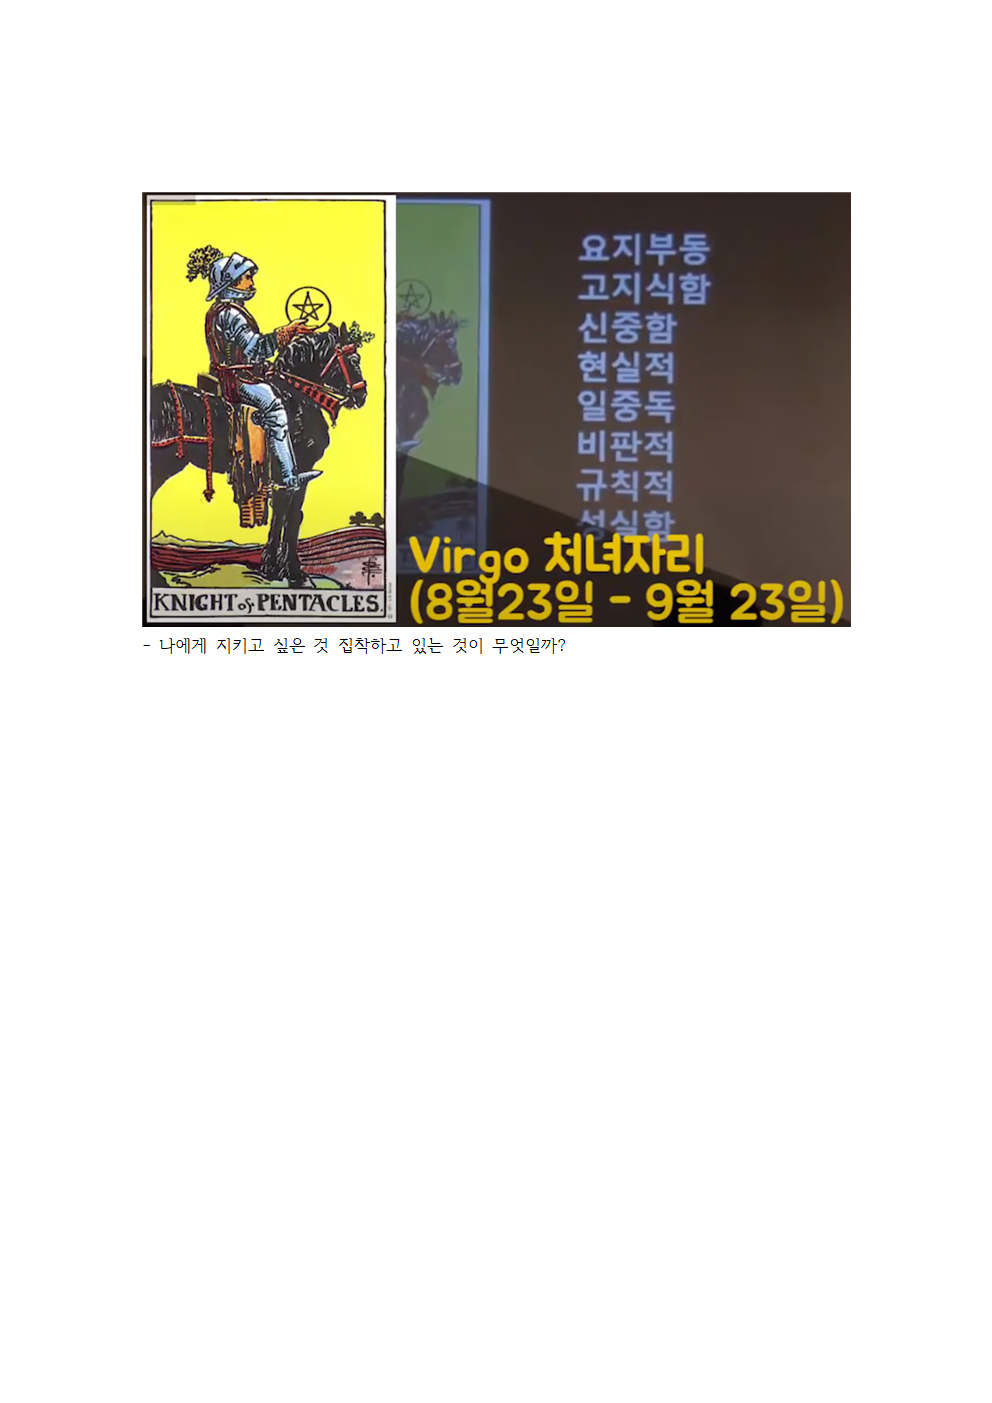 KNIGHT of PENTACLES.
요지부동
고지식함
신중함
현실적
일중독
비판적
규칙적
성실함
Virgo 처녀자리
(8월23일 - 9월 23일)
- 나에게 지키고 싶은 것 집착하고 있는 것이 무엇일까?